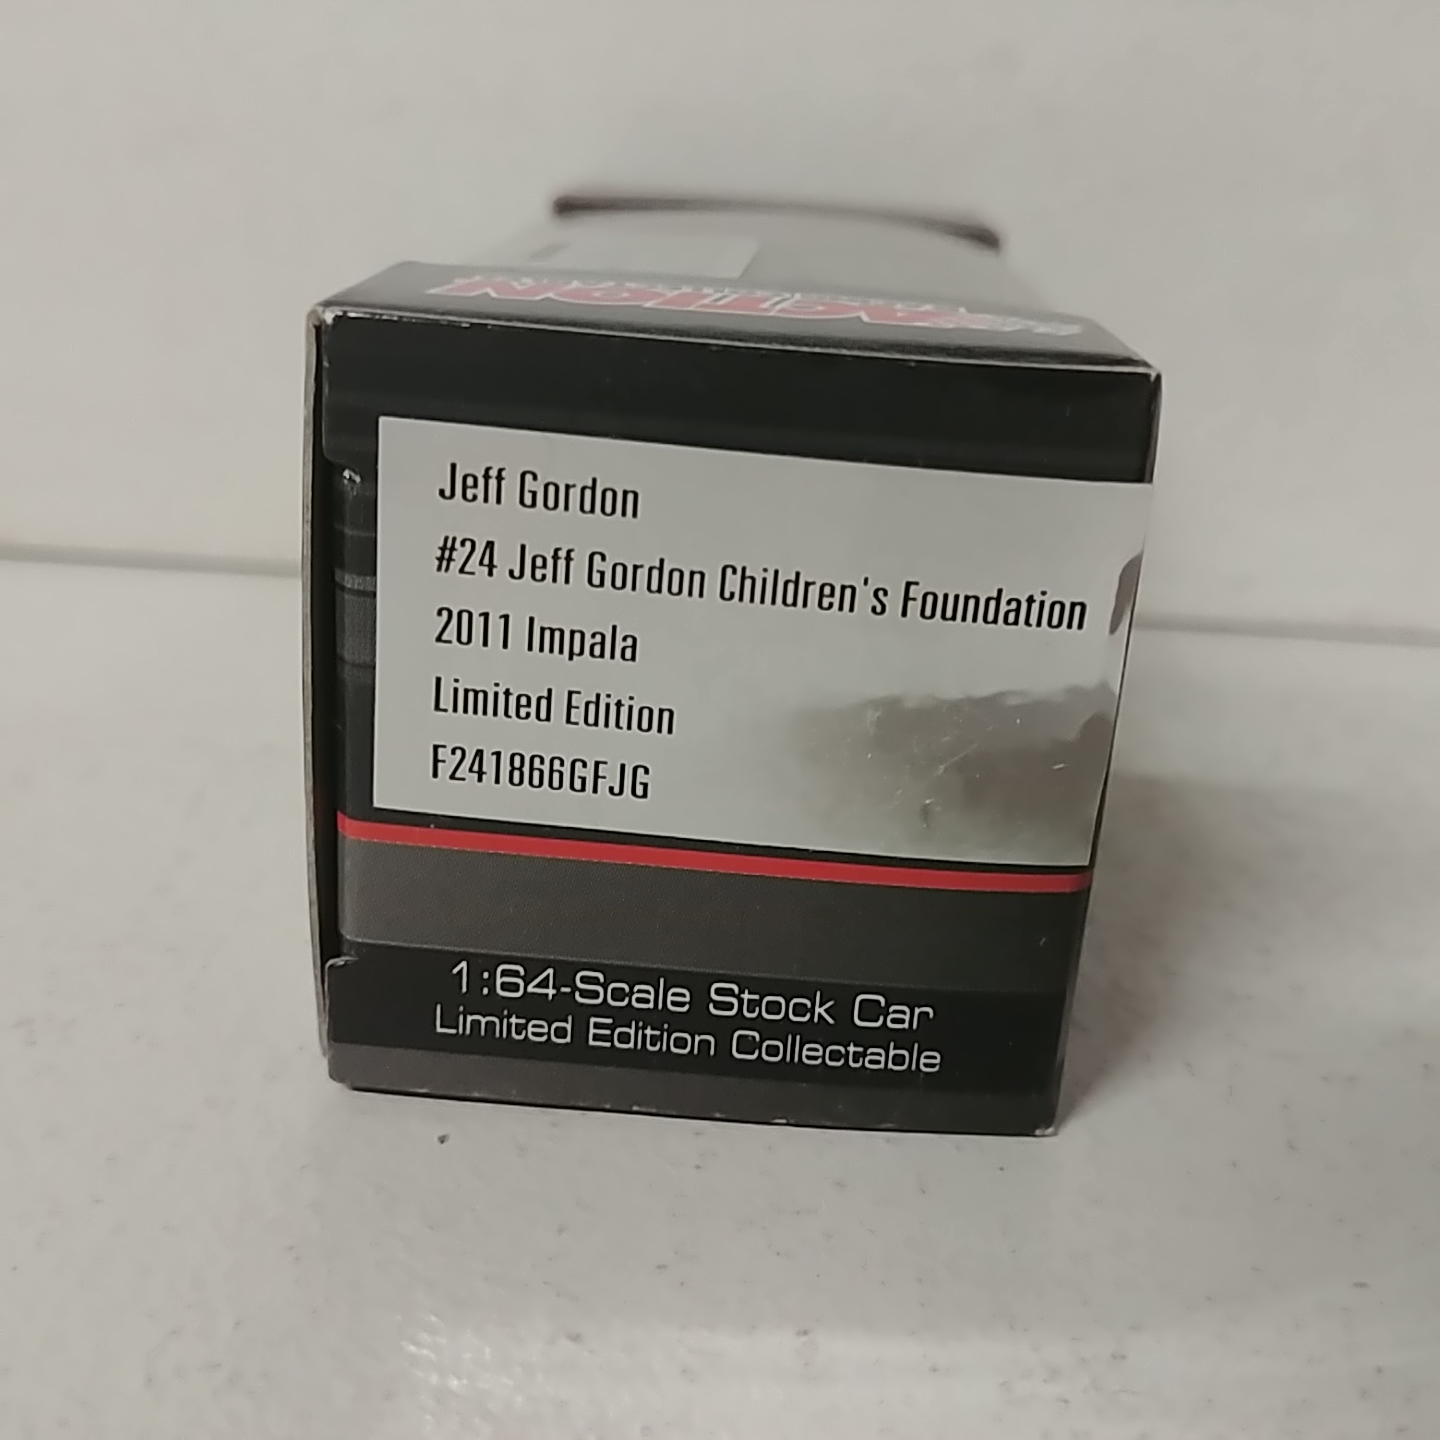 ACTION
Jeff Gordon
#24 Jeff Gordon Children's Foundation
2011 Impala
Limited Edition
F241866GFJG
1:64-Scale Stock Car
Limited Edition Collectable